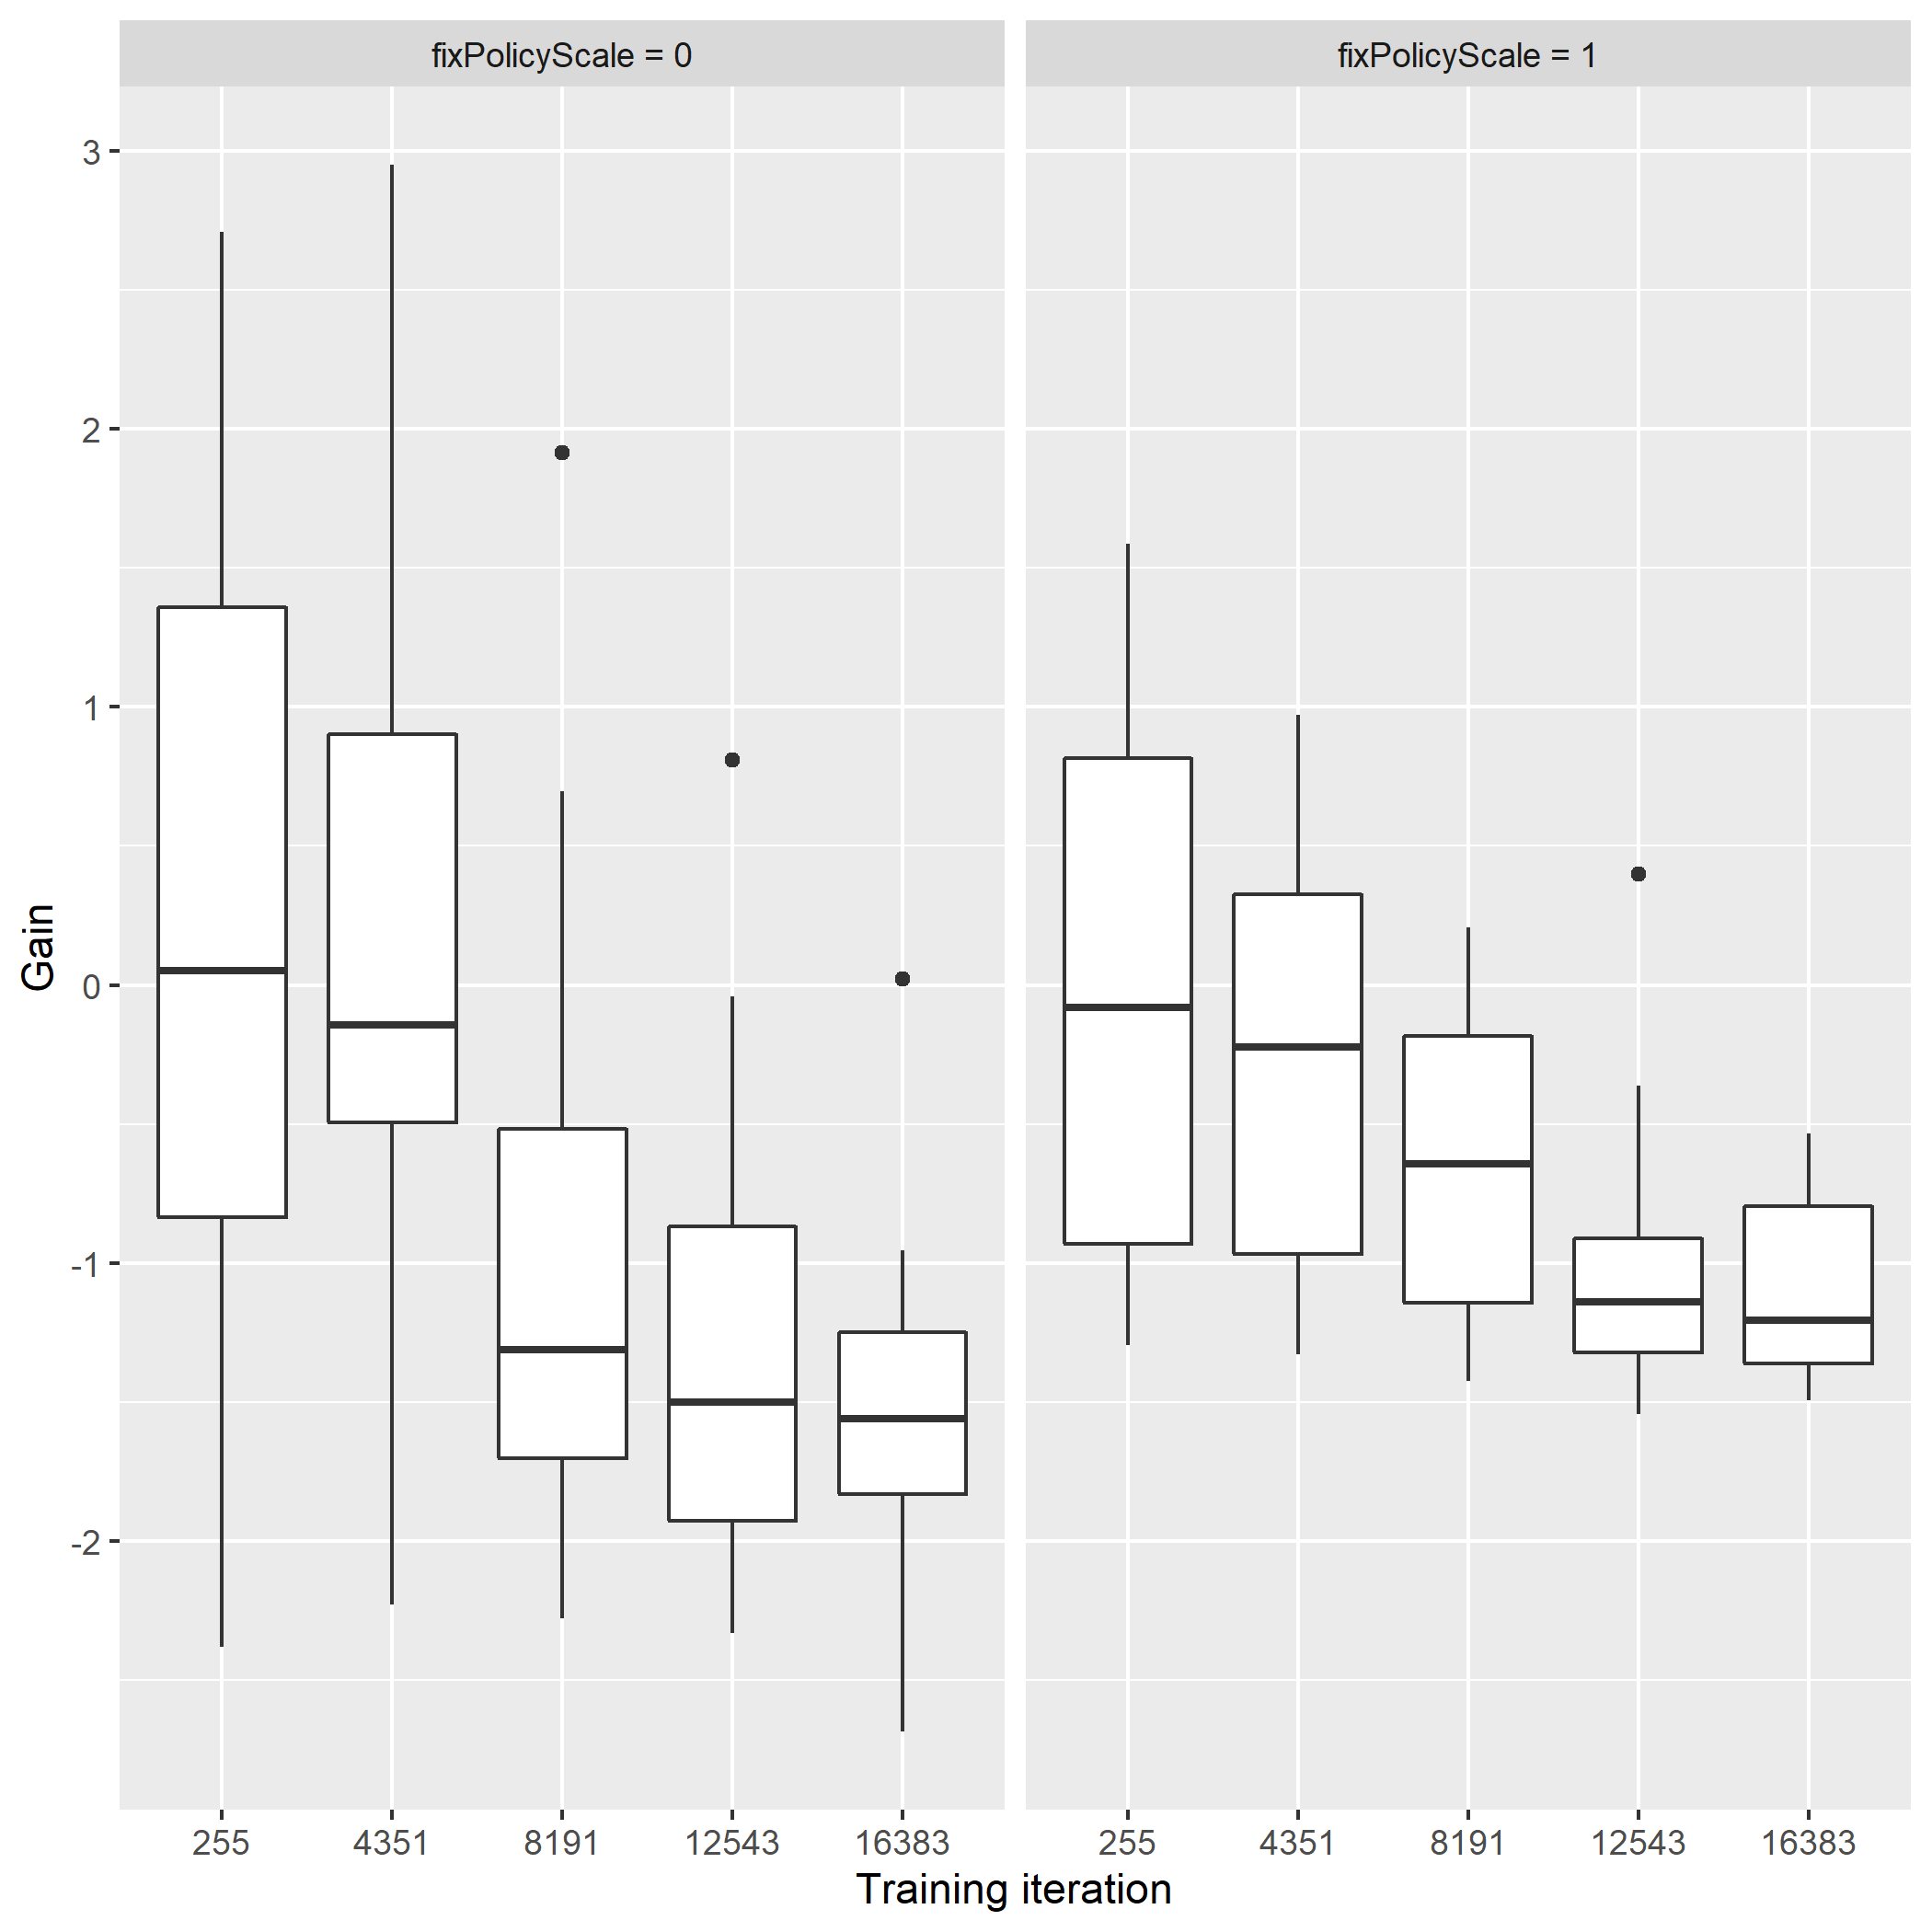 fixPolicyScale = 0
fixPolicyScale = 1
3
2
1
0
-1
-2
Gain
255 4351 8191 12543 16383
255 4351 8191 12543 16383
Training iteration